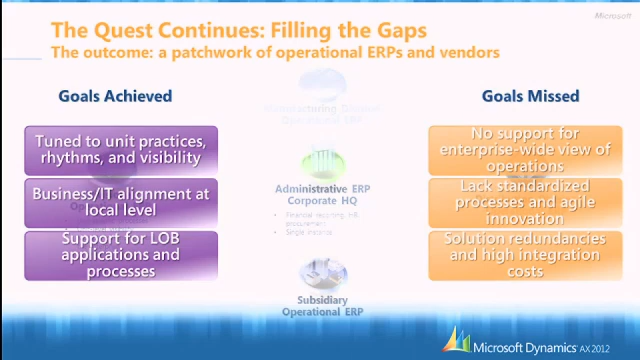 Microsoft
The Quest Continues: Filling the Gaps
The outcome: a patchwork of operational ERPs and vendors
Goals Achieved
Tuned to unit practices,
rhythms, and visibility
Business/IT alignment at
local level
Support for LOB
applications and
processes
Operational ERP
Administrative ERP
Corporate HQ
• Financial reporting, HR,
procurement
• Single instance
Subsidiary
Operational ERP
Goals Missed
No support for
enterprise-wide view of
operations
Lack standardized
processes and agile
innovation
Solution redundancies
and high integration
costs
Microsoft Dynamics AX 2012